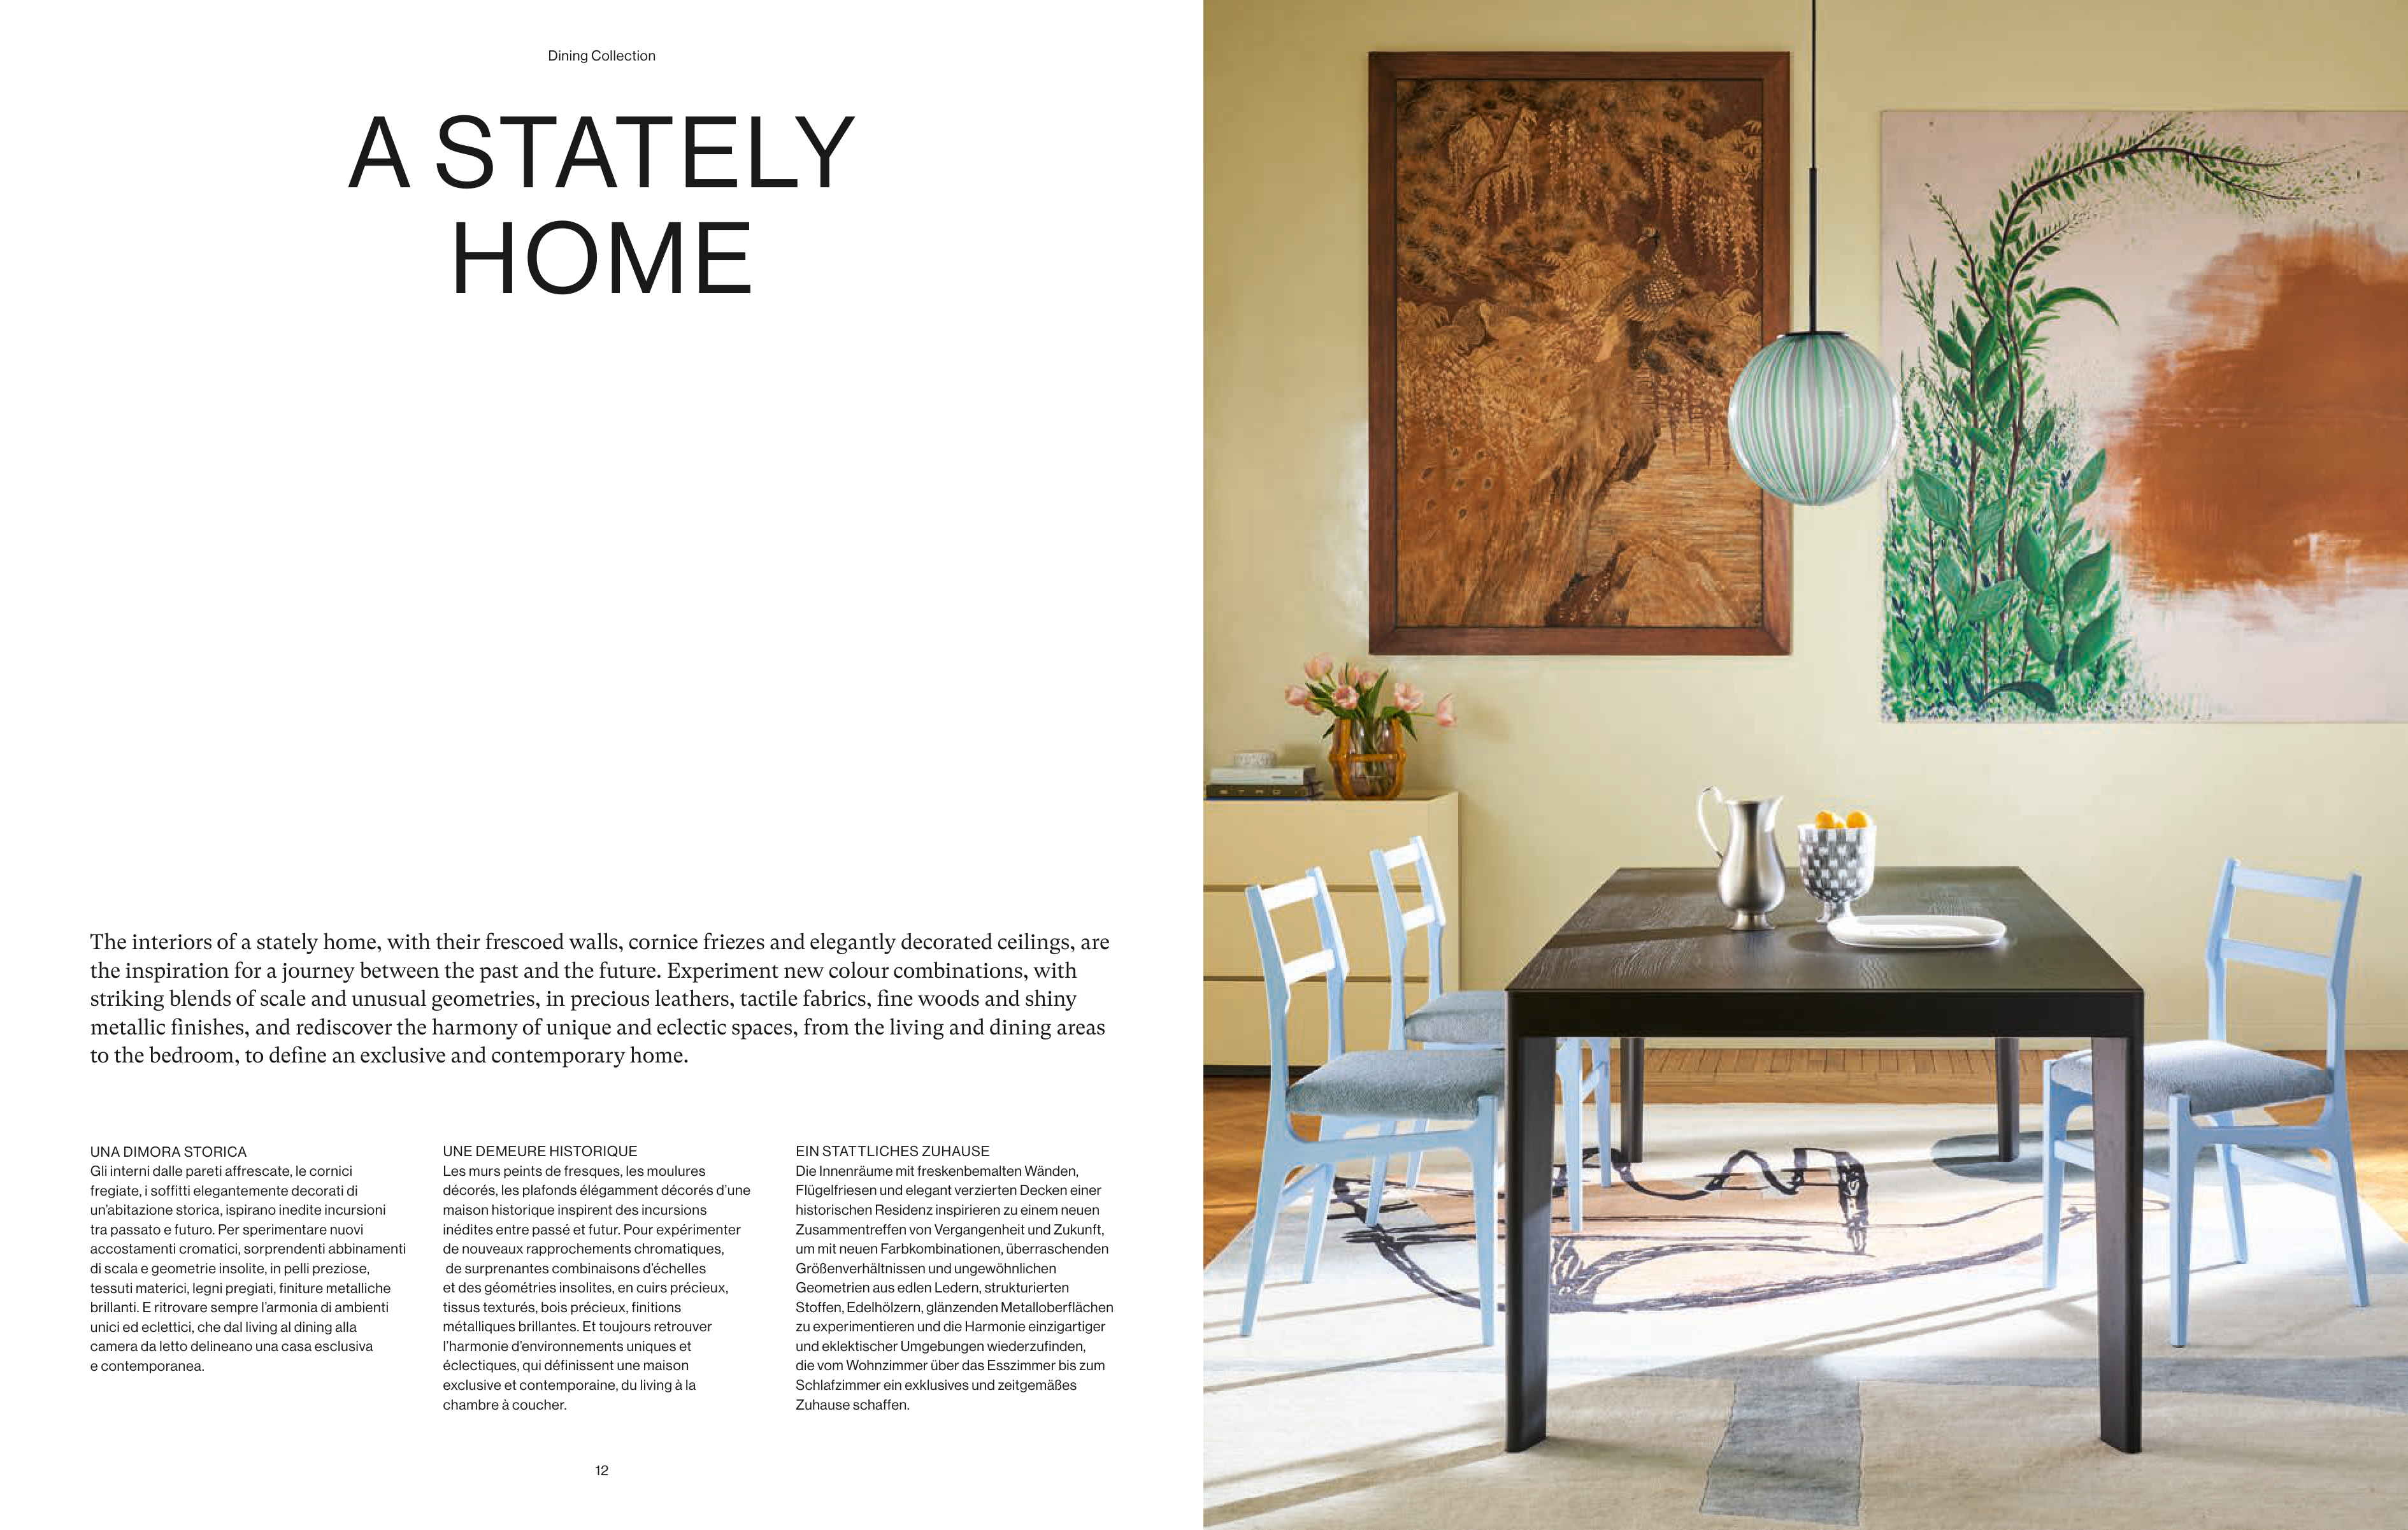 Dining Collection
A STATELY
HOME
The interiors of a stately home, with their frescoed walls, cornice friezes and elegantly decorated ceilings, are
the inspiration for a journey between the past and the future. Experiment new colour combinations, with
striking blends of scale and unusual geometries, in precious leathers, tactile fabrics, fine woods and shiny
metallic finishes, and rediscover the harmony of unique and eclectic spaces, from the living and dining areas
to the bedroom, to define an exclusive and contemporary home.
UNA DIMORA STORICA
Gli interni dalle pareti affrescate, le cornici
fregiate, i soffitti elegantemente decorati di
un'abitazione storica, ispirano inedite incursioni
tra passato e futuro. Per sperimentare nuovi
accostamenti cromatici, sorprendenti abbinamenti
di scala e geometrie insolite, in pelli preziose,
tessuti materici, legni pregiati, finiture metalliche
brillanti. E ritrovare sempre l'armonia di ambienti
unici ed eclettici, che dal living al dining alla
camera da letto delineano una casa esclusiva
e contemporanea.
UNE DEMEURE HISTORIQUE
Les murs peints de fresques, les moulures
décorés, les plafonds élégamment décorés d'une
maison historique inspirent des incursions
inédites entre passé et futur. Pour expérimenter
de nouveaux rapprochements chromatiques,
de surprenantes combinaisons d'échelles
et des géométries insolites, en cuirs précieux,
tissus texturés, bois précieux, finitions
métalliques brillantes. Et toujours retrouver
l'harmonie d'environnements uniques et
éclectiques, qui définissent une maison
exclusive et contemporaine, du living à la
chambre à coucher.
EIN STATTLICHES ZUHAUSE
Die Innenräume mit freskenbemalten Wänden,
Flügelfriesen und elegant verzierten Decken einer
historischen Residenz inspirieren zu einem neuen
Zusammentreffen von Vergangenheit und Zukunft,
um mit neuen Farbkombinationen, überraschenden
Größenverhältnissen und ungewöhnlichen
Geometrien aus edlen Ledern, strukturierten
Stoffen, Edelhölzern, glänzenden Metalloberflächen
zu experimentieren und die Harmonie einzigartiger
und eklektischer Umgebungen wiederzufinden,
die vom Wohnzimmer über das Esszimmer bis zum
Schlafzimmer ein exklusives und zeitgemäßes
Zuhause schaffen.
12